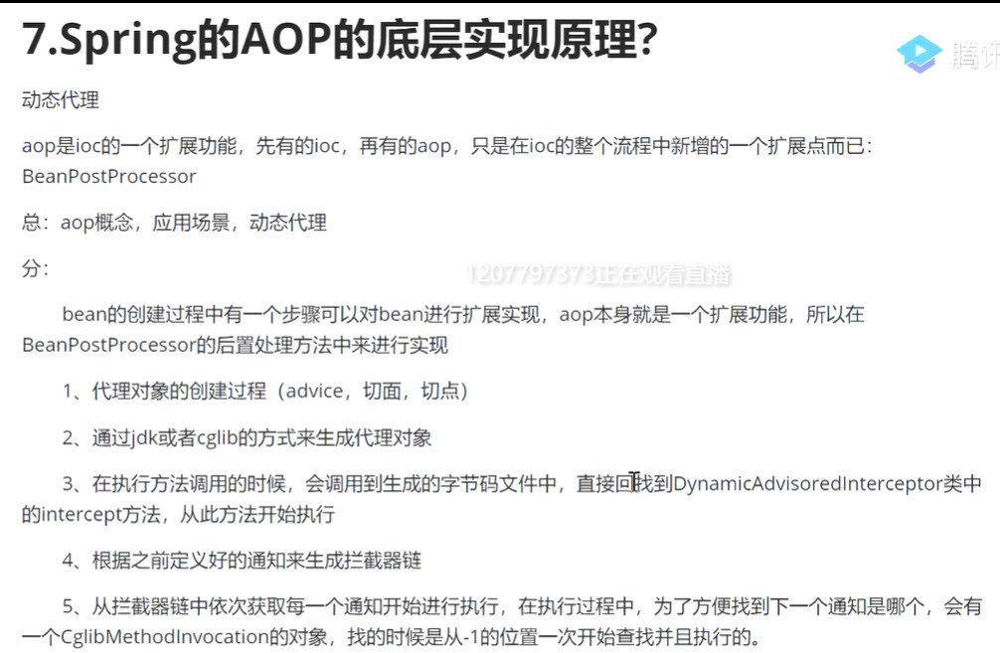 7.Spring的AOP的底层实现原理?
腾讯
动态代理
aop是ioc的一个扩展功能，先有的ioc，再有的aop，只是在ioc的整个流程中新增的一个扩展点而已：
BeanPostProcessor
总：aop概念，应用场景，动态代理
分：
1207797373正在观看直播
bean的创建过程中有一个步骤可以对bean进行扩展实现，aop本身就是一个扩展功能，所以在
BeanPostProcessor的后置处理方法中来进行实现
1、代理对象的创建过程（advice，切面，切点）
2、通过jdk或者cglib的方式来生成代理对象
3、在执行方法调用的时候，会调用到生成的字节码文件中，直接回找到DynamicAdvisoredInterceptor类中
的intercept方法，从此方法开始执行
4、根据之前定义好的通知来生成拦截器链
5、从拦截器链中依次获取每一个通知开始进行执行，在执行过程中，为了方便找到下一个通知是哪个，会有
一个CglibMethodInvocation的对象，找的时候是从-1的位置一次开始查找并且执行的。